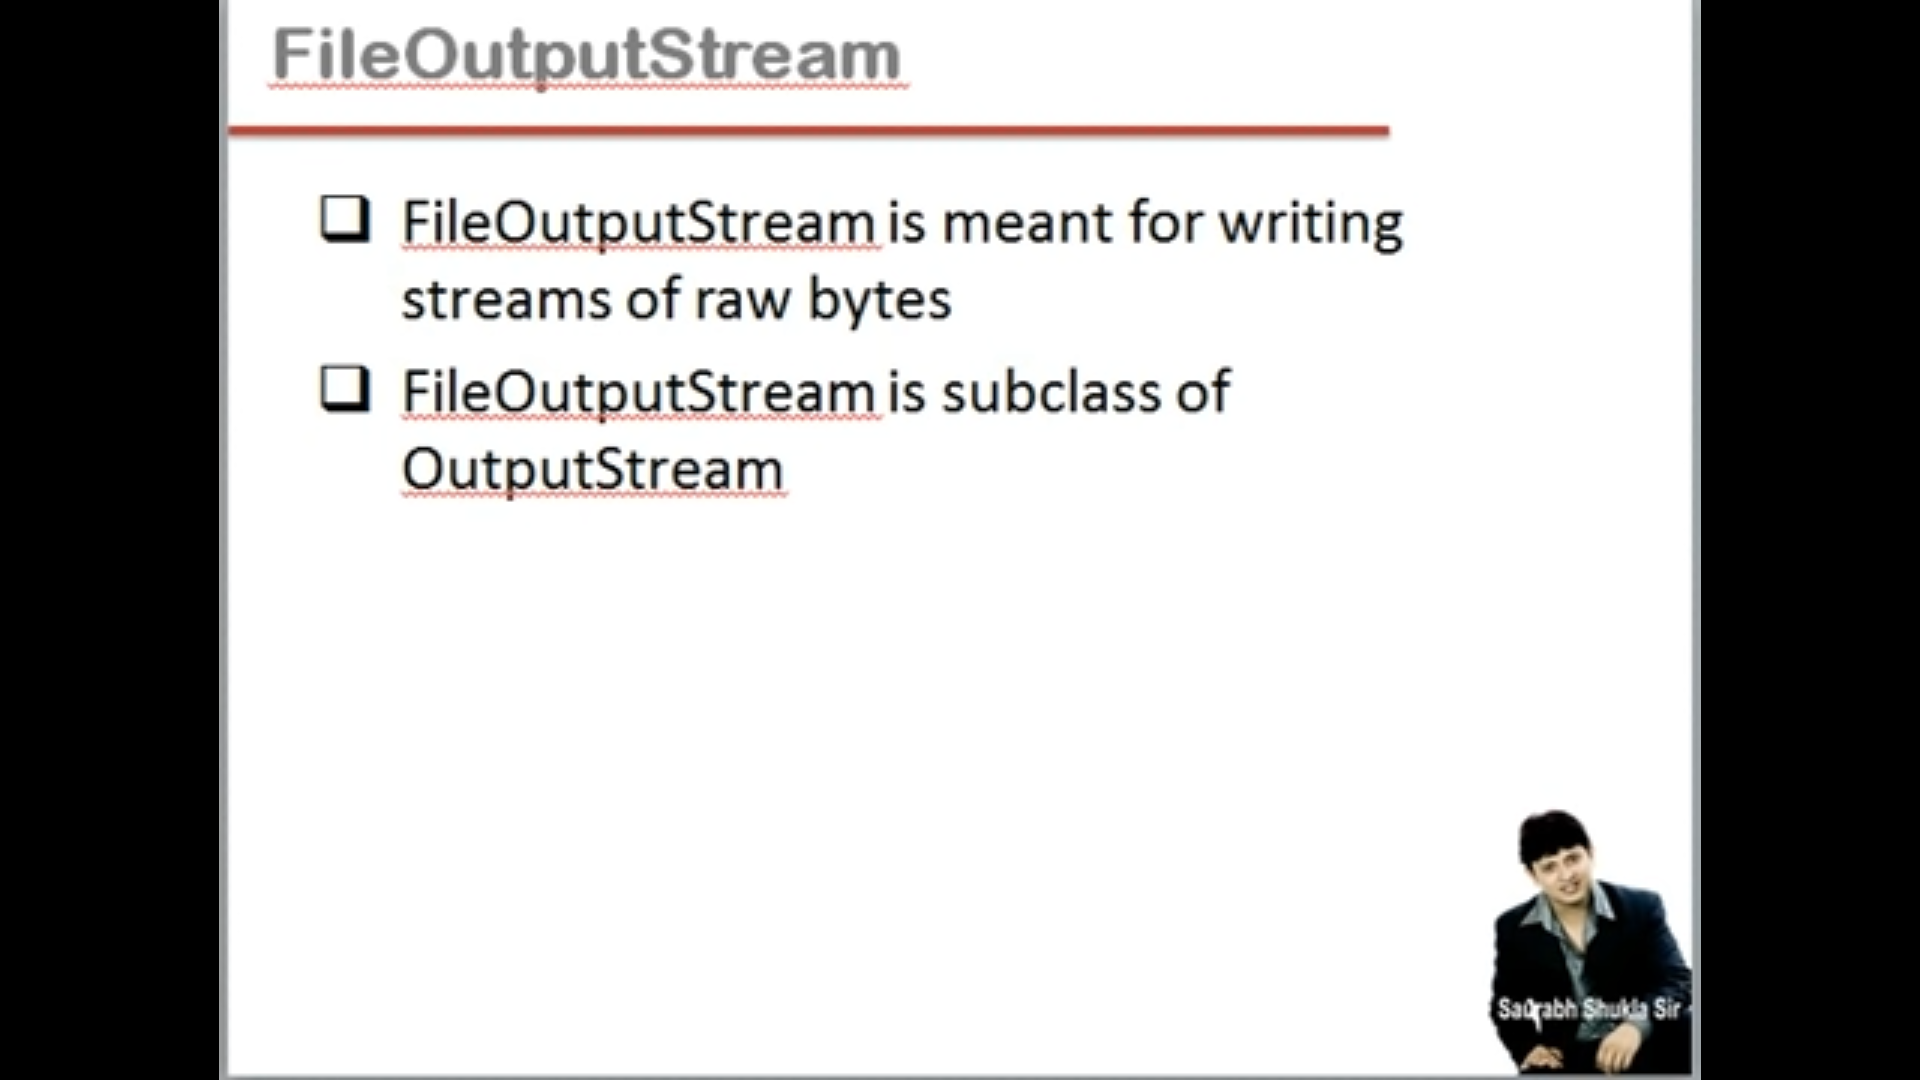 FileOutputStream
FileOutputStream is meant for writing
streams of raw bytes
FileOutputStream is subclass of
OutputStream
Saurabh Shukla Sir